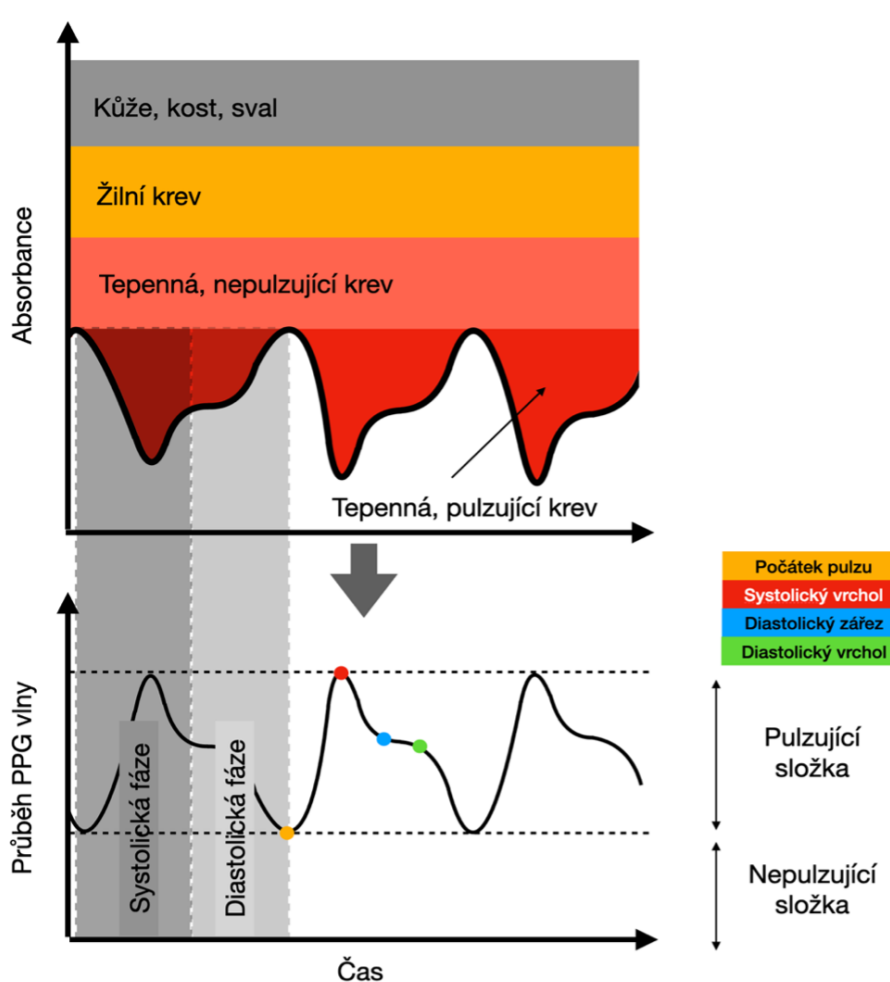 Absorbance
Kůže, kost, sval
Žilní krev
Tepenná, nepulzující krev
Tepenná, pulzující krev
Počátek pulzu
Systolický vrchol
Diastolický zářez
Diastolický vrchol
Průběh PPG vlny
Systolická fáze
Diastolická fáze
Pulzující
složka
Nepulzující
složka
Čas